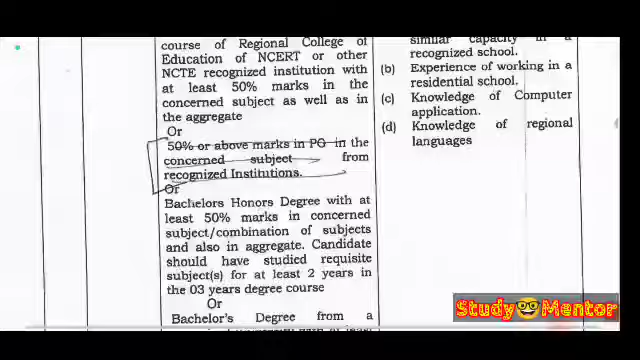 course of Regional College of
Education of NCERT or other
NCTE recognized institution with
at least 50% marks in the
concerned subject as well as in
the aggregate
Or
50% or above marks in PG in the
concerned subject from
recognized Institutions.
Or
Bachelors Honors Degree with at
least 50% marks in concerned
subject/combination of subjects
and also in aggregate. Candidate
should have studied requisite
subject(s) for at least 2 years in
the 03 years degree course
Or
Bachelor's Degree from a
similar capacity in a
recognized school.
(b) Experience of working in a
residential school.
(c) Knowledge of Computer
application.
(d) Knowledge of regional
languages
Study Mentor